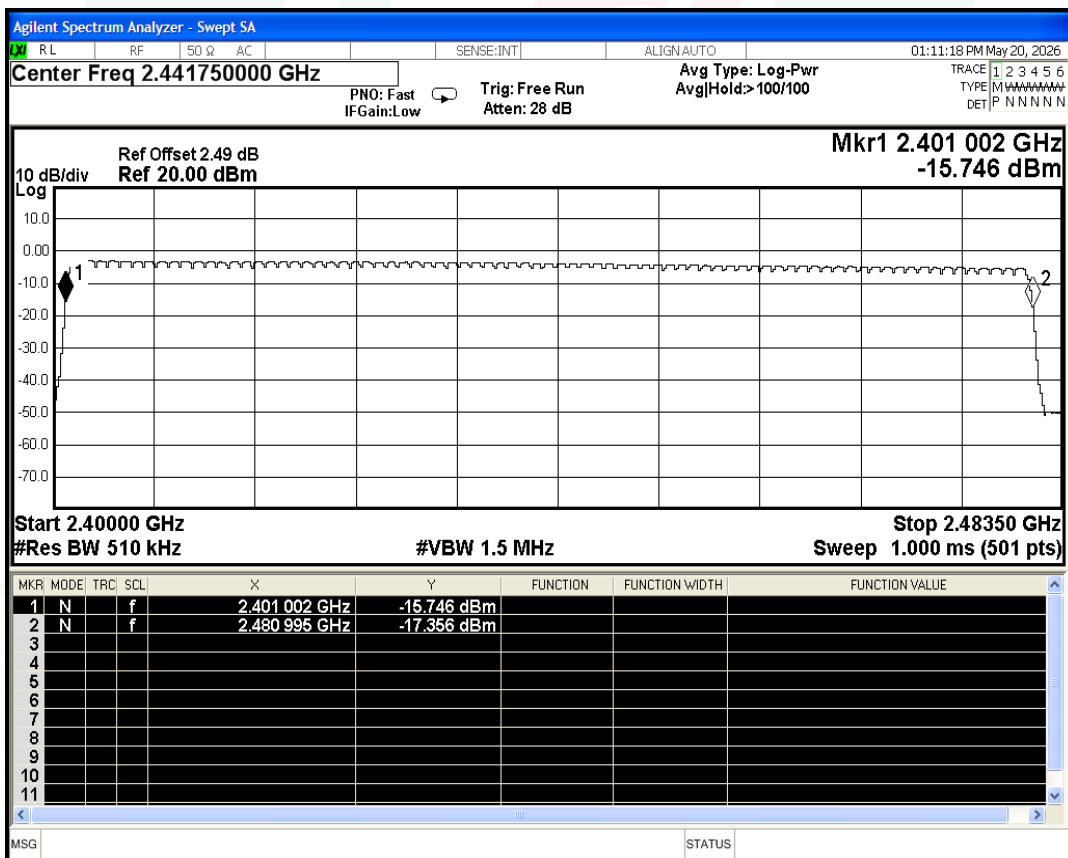 Agilent Spectrum Analyzer - Swept SA
LXI RL RF 50 Ω AC SENSE:INT ALIGN AUTO 01:11:18 PM May 20, 2026
Center Freq 2.441750000 GHz
PNO: Fast
IFGain:Low
Trig: Free Run
Atten: 28 dB
Avg Type: Log-Pwr
Avg|Hold:>100/100
TRACE 1 2 3 4 5 6
TYPE M
DET P N N N N N
Mkr1 2.401 002 GHz
-15.746 dBm
Ref Offset 2.49 dB
10 dB/div Ref 20.00 dBm
Log
10.0
0.00
-10.0
-20.0
-30.0
-40.0
-50.0
-60.0
-70.0
1
2
Start 2.40000 GHz Stop 2.48350 GHz
#Res BW 510 kHz #VBW 1.5 MHz Sweep 1.000 ms (501 pts)
MKR MODE TRC SCL X Y FUNCTION FUNCTION WIDTH FUNCTION VALUE
1 N f 2.401 002 GHz -15.746 dBm
2 N f 2.480 995 GHz -17.356 dBm
3
4
5
6
7
8
9
10
11
MSG STATUS